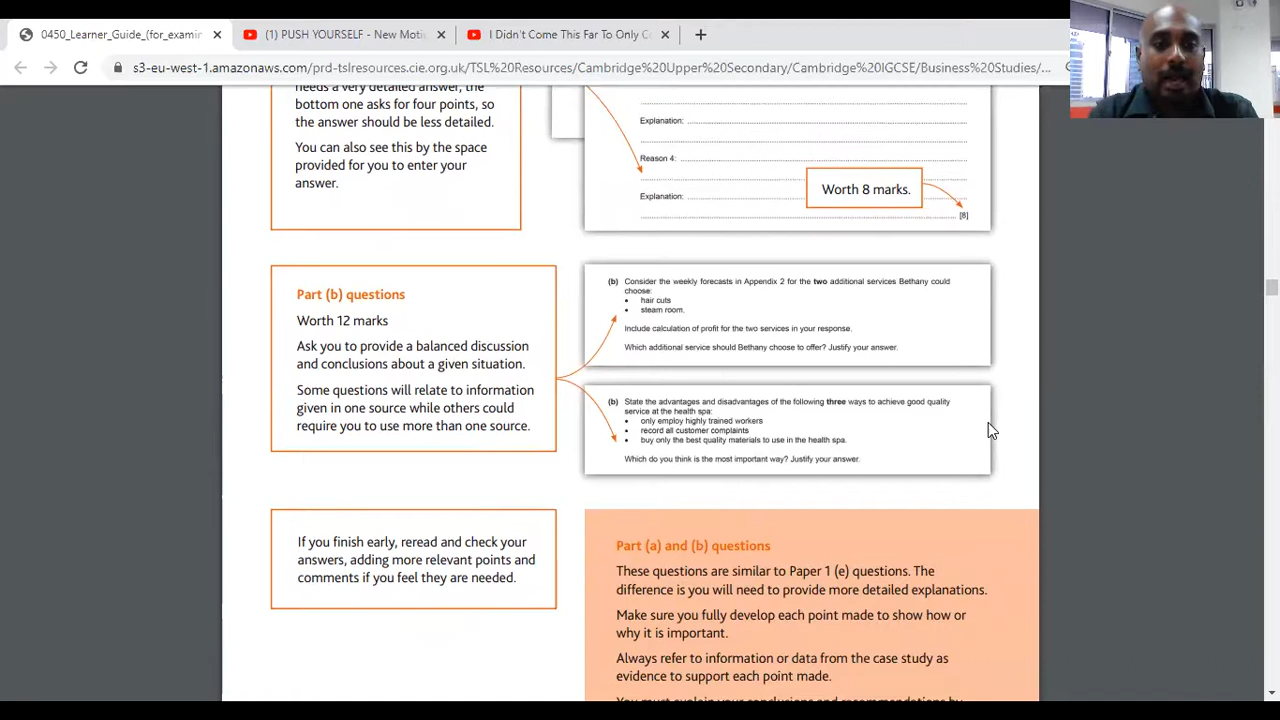 0450_Learner_Guide_(for_examin
(1) PUSH YOURSELF - New Moti
I Didn't Come This Far To Only C
s3-eu-west-1.amazonaws.com/prd-tslresources.cie.org.uk/TSL%20Resources/Cambridge%20Upper%20Secondary/Cambridge%20IGCSE/Business%20Studies/...
needs a very detailed answer, the
bottom one asks for four points, so
the answer should be less detailed.
You can also see this by the space
provided for you to enter your
answer.
Explanation:
Reason 4:
Worth 8 marks.
Explanation:
[8]
Part (b) questions
Worth 12 marks
Ask you to provide a balanced discussion
and conclusions about a given situation.
Some questions will relate to information
given in one source while others could
require you to use more than one source.
(b) Consider the weekly forecasts in Appendix 2 for the two additional services Bethany could
choose:
• hair cuts
• steam room.
Include calculation of profit for the two services in your response.
Which additional service should Bethany choose to offer? Justify your answer.
(b) State the advantages and disadvantages of the following three ways to achieve good quality
service at the health spa:
• only employ highly trained workers
• record all customer complaints
• buy only the best quality materials to use in the health spa.
Which do you think is the most important way? Justify your answer.
If you finish early, reread and check your
answers, adding more relevant points and
comments if you feel they are needed.
Part (a) and (b) questions
These questions are similar to Paper 1 (e) questions. The
difference is you will need to provide more detailed explanations.
Make sure you fully develop each point made to show how or
why it is important.
Always refer to information or data from the case study as
evidence to support each point made.
You must explain your conclusions and recommendations by